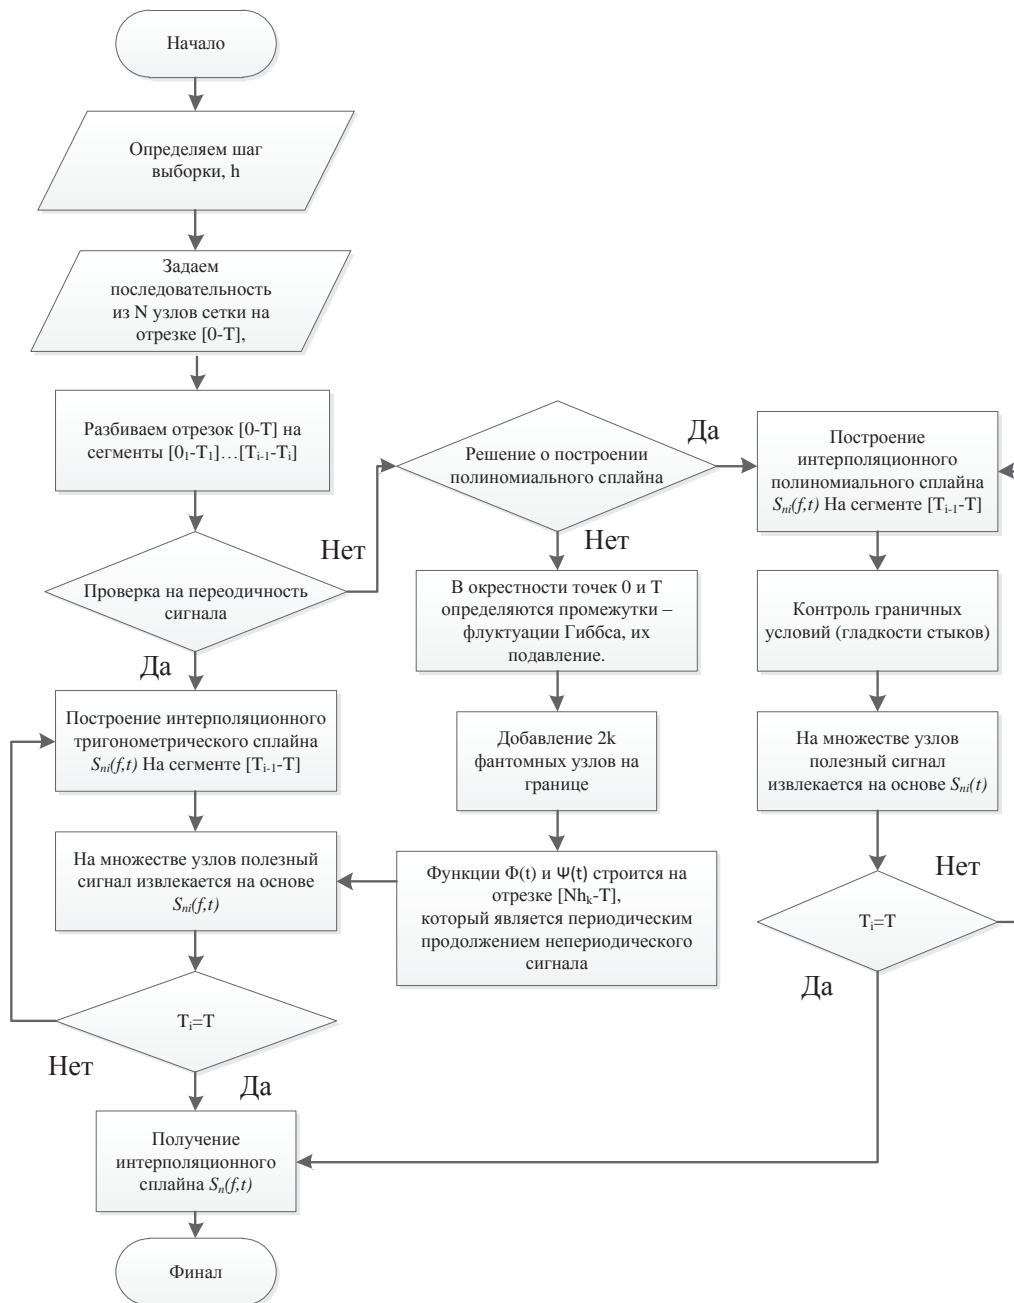 Начало
Определяем шаг
выборки, h
Задаем
последовательность
из N узлов сетки на
отрезке [0-T],
Разбиваем отрезок [0-T] на
сегменты [0₁-T₁]…[Tᵢ₋₁-Tᵢ]
Проверка на переодичность
сигнала
Нет
Да
Решение о построении
полиномиального сплайна
Да
Нет
Построение
интерполяционного
полиномиального сплайна
Sₙᵢ(f,t) На сегменте [Tᵢ₋₁-T]
В окрестности точек 0 и T
определяются промежутки –
флуктуации Гиббса, их
подавление.
Контроль граничных
условий (гладкости стыков)
Построение интерполяционного
тригонометрического сплайна
Sₙᵢ(f,t) На сегменте [Tᵢ₋₁-T]
Добавление 2k
фантомных узлов на
границе
На множестве узлов
полезный сигнал
извлекается на основе Sₙᵢ(t)
На множестве узлов полезный
сигнал извлекается на основе
Sₙᵢ(f,t)
Функции Φ(t) и Ψ(t) строится на
отрезке [Nhₖ-T],
который является периодическим
продолжением непериодического
сигнала
Tᵢ=T
Нет
Да
Tᵢ=T
Нет
Да
Получение
интерполяционного
сплайна Sₙ(f,t)
Финал